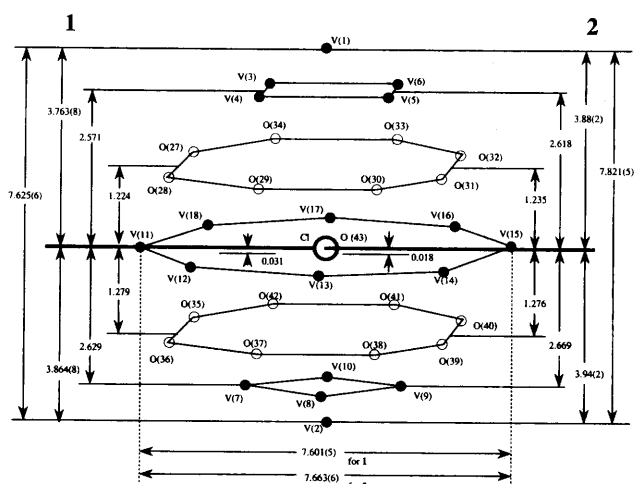 1 2
V(1)
V(3) V(6)
V(4) V(5)
3.763(8) 3.88(2)
2.571 2.618
O(34) O(33)
O(27) O(32)
7.625(6) 7.821(5)
O(28) O(29) O(30) O(31)
1.224 1.235
V(18) V(17) V(16)
V(11) Cl O (43) V(15)
0.031 0.018
V(12) V(13) V(14)
1.279 1.276
O(35) O(42) O(41) O(40)
O(36) O(37) O(38) O(39)
2.629 2.669
3.864(8) 3.94(2)
V(10)
V(7) V(8) V(9)
V(2)
7.601(5)
for 1
7.663(6)